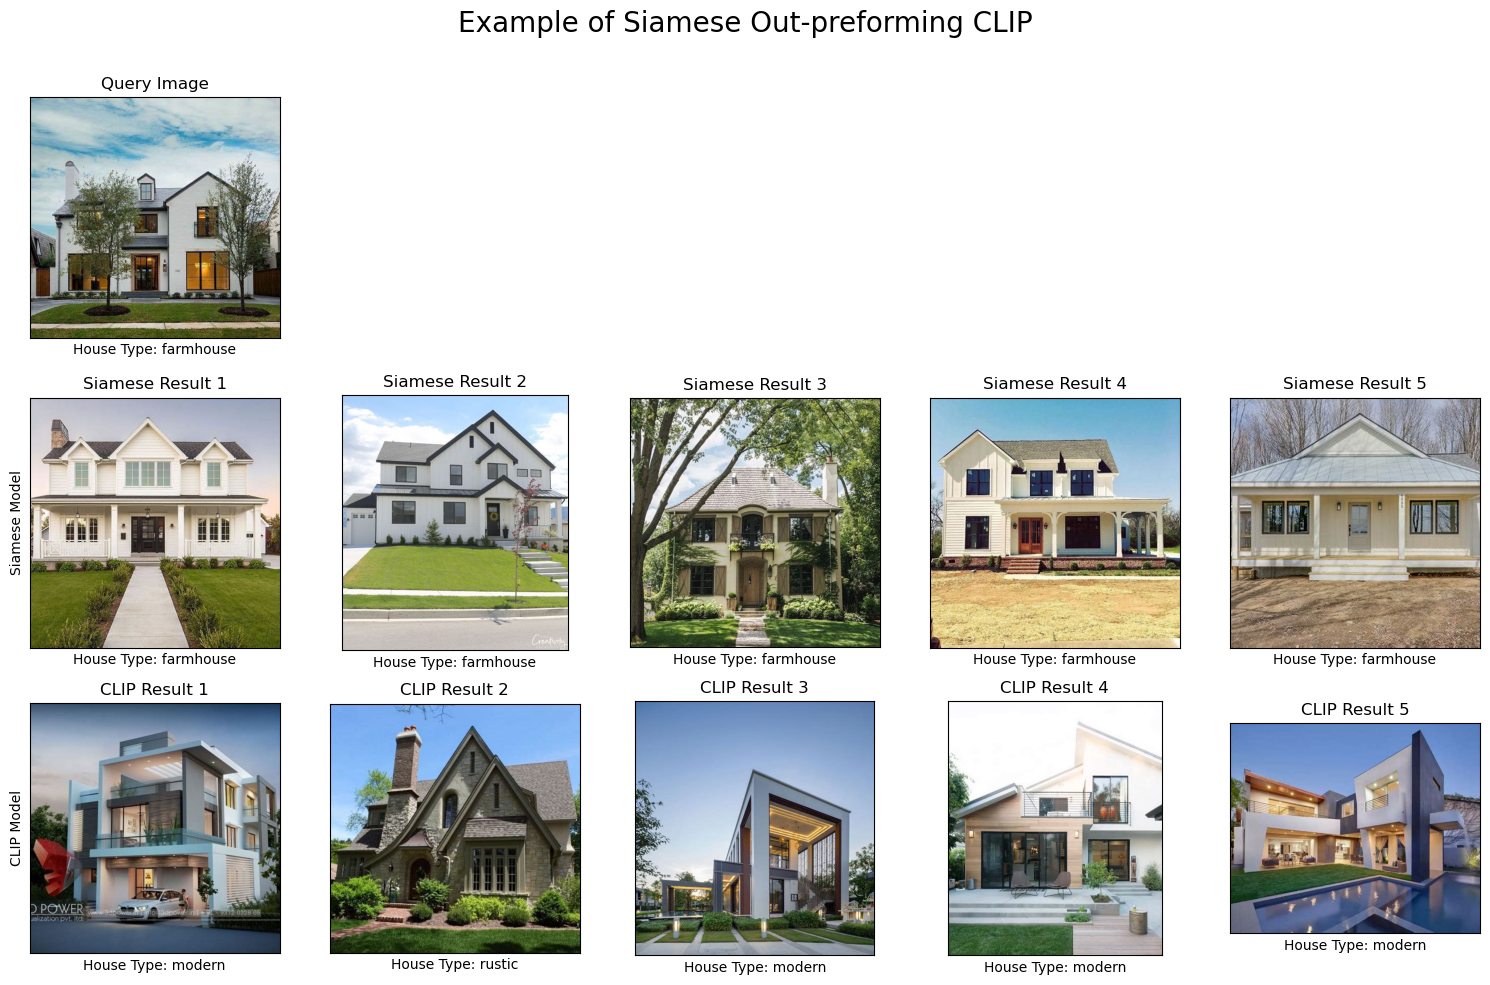 Example of Siamese Out-preforming CLIP
Query Image
House Type: farmhouse
Siamese Model
Siamese Result 1
House Type: farmhouse
Siamese Result 2
Creativity
House Type: farmhouse
Siamese Result 3
House Type: farmhouse
Siamese Result 4
House Type: farmhouse
Siamese Result 5
House Type: farmhouse
CLIP Model
CLIP Result 1
D POWER
ualization pvt. ltd.
House Type: modern
CLIP Result 2
House Type: rustic
CLIP Result 3
House Type: modern
CLIP Result 4
House Type: modern
CLIP Result 5
House Type: modern